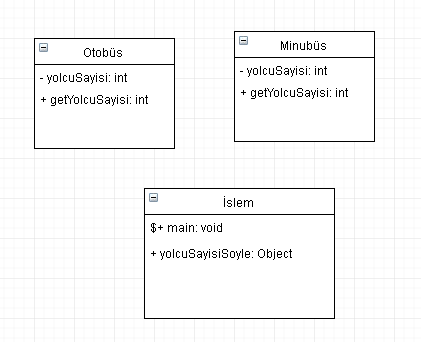 Otobüs
- yolcuSayisi: int
+ getYolcuSayisi: int
Minubüs
- yolcuSayisi: int
+ getYolcuSayisi: int
İslem
$+ main: void
+ yolcuSayisiSoyle: Object